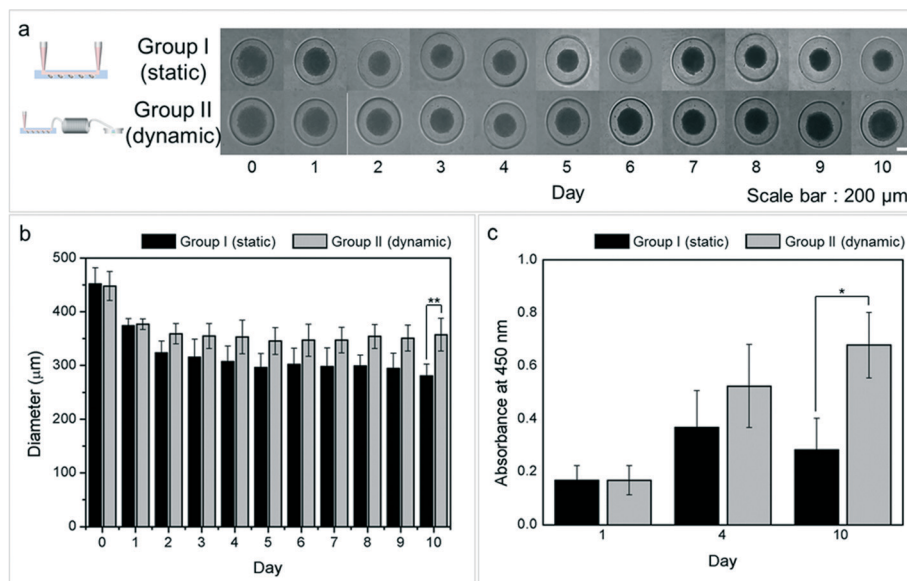 a
Group I
(static)
Group II
(dynamic)
0 1 2 3 4 5 6 7 8 9 10
Day
Scale bar : 200 µm
b
Group I (static) Group II (dynamic)
500
450
400
350
300
200
100
0
**
Diameter (µm)
0 1 2 3 4 5 6 7 8 9 10
Day
c
Group I (static) Group II (dynamic)
1.0
0.8
0.6
0.4
0.2
0.0
*
Absorbance at 450 nm
1 4 10
Day